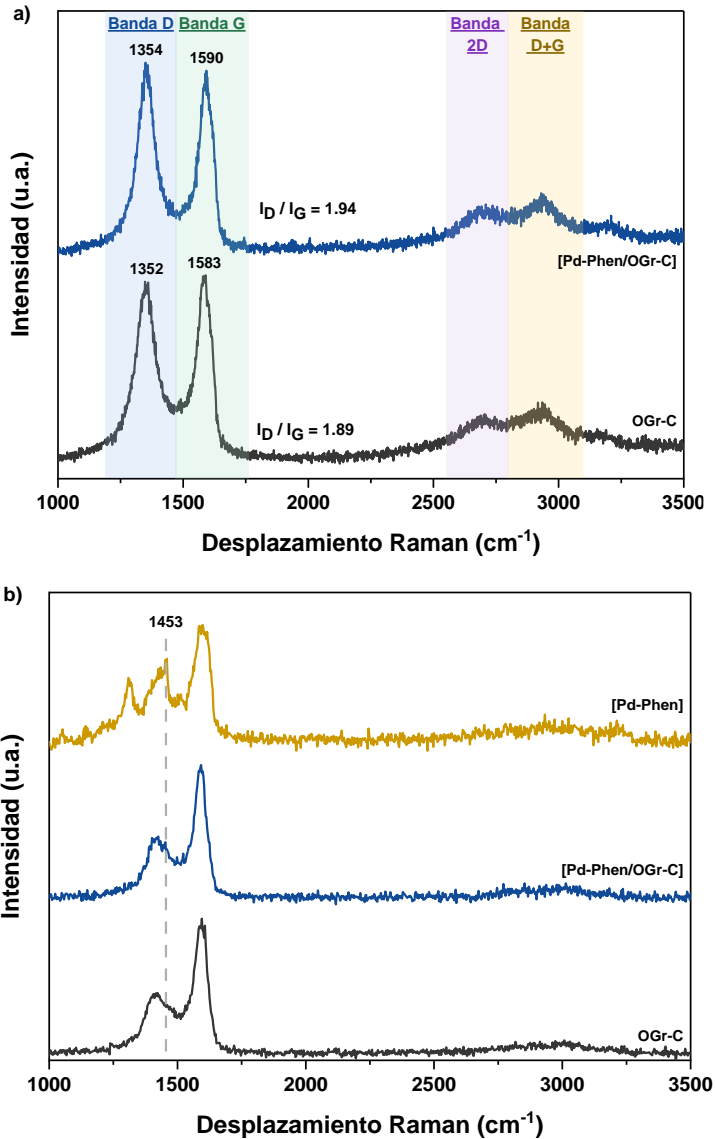 a)
Banda D
Banda G
Banda
2D
Banda
D+G
1354
1590
I_D / I_G = 1.94
[Pd-Phen/OGr-C]
1352
1583
I_D / I_G = 1.89
OGr-C
Intensidad (u.a.)
1000 1500 2000 2500 3000 3500
Desplazamiento Raman (cm⁻¹)
b)
1453
[Pd-Phen]
[Pd-Phen/OGr-C]
OGr-C
Intensidad (u.a.)
1000 1500 2000 2500 3000 3500
Desplazamiento Raman (cm⁻¹)